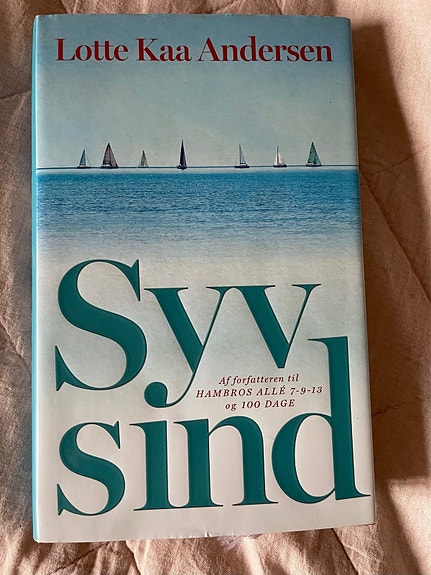 Lotte Kaa Andersen
Syv
sind
Af forfatteren til
HAMBROS ALLÉ 7-9-13
og 100 DAGE